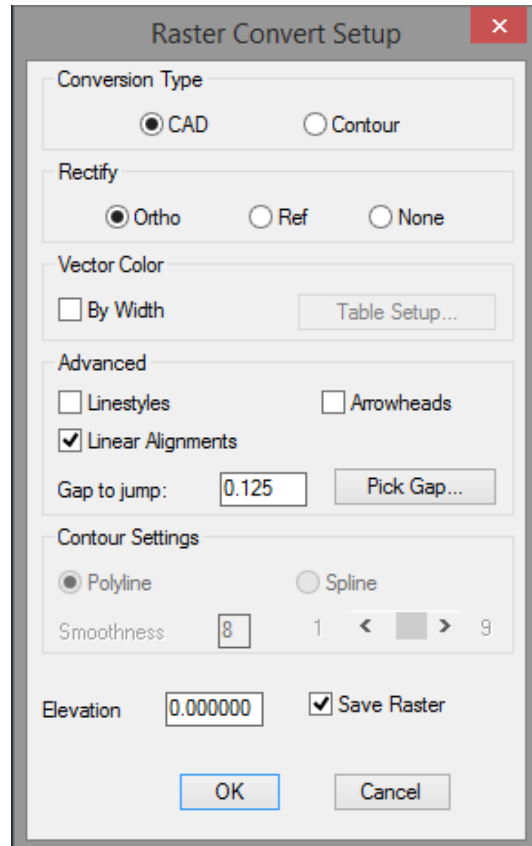 Raster Convert Setup
Conversion Type
CAD Contour
Rectify
Ortho Ref None
Vector Color
By Width Table Setup...
Advanced
Linestyles Arrowheads
Linear Alignments
Gap to jump: 0.125 Pick Gap...
Contour Settings
Polyline Spline
Smoothness 8 1 9
Elevation 0.000000 Save Raster
OK Cancel